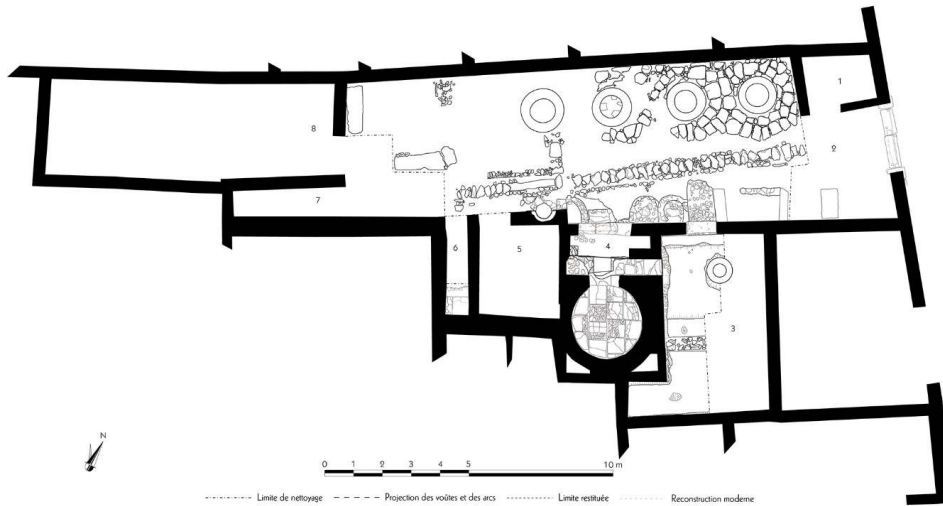 1
2
8
7
6
5
4
3
N
0 1 2 3 4 5 10 m
Limite de nettoyage Projection des voûtes et des arcs Limite restituée Reconstruction moderne